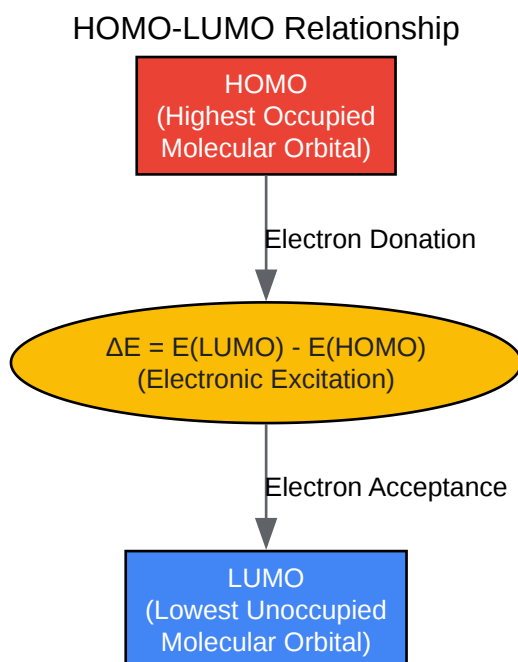 HOMO-LUMO Relationship
HOMO
(Highest Occupied
Molecular Orbital)
Electron Donation
ΔE = E(LUMO) - E(HOMO)
(Electronic Excitation)
Electron Acceptance
LUMO
(Lowest Unoccupied
Molecular Orbital)